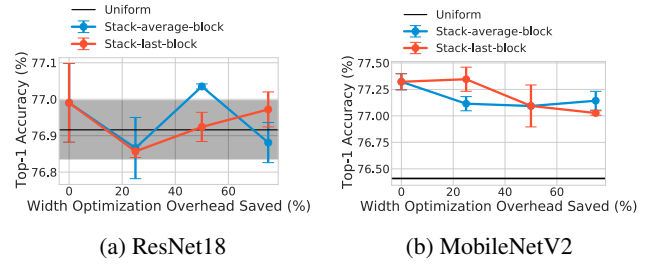 Uniform
Stack-average-block
Stack-last-block
Top-1 Accuracy (%)
77.1
77.0
76.9
76.8
0 20 40 60
Width Optimization Overhead Saved (%)
(a) ResNet18
Uniform
Stack-average-block
Stack-last-block
Top-1 Accuracy (%)
77.50
77.25
77.00
76.75
76.50
0 20 40 60
Width Optimization Overhead Saved (%)
(b) MobileNetV2